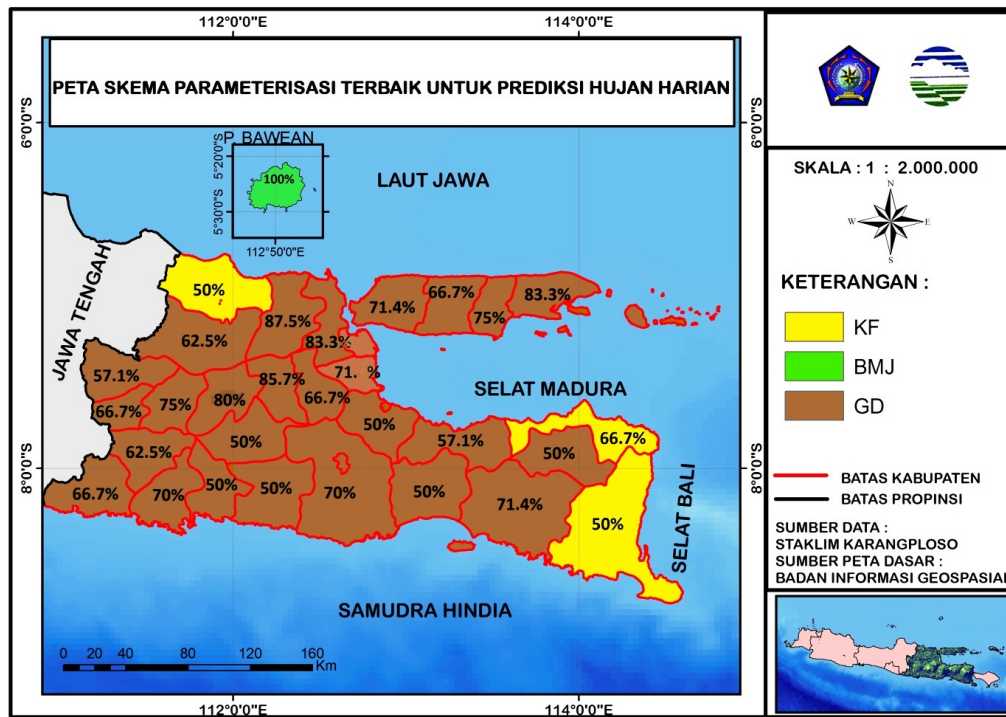 112°0'0"E
114°0'0"E
PETA SKEMA PARAMETERISASI TERBAIK UNTUK PREDIKSI HUJAN HARIAN
6°0'0"S
8°0'0"S
P. BAWEAN
5°20'0"S
5°30'0"S
100%
112°50'0"E
LAUT JAWA
JAWA TENGAH
50%
87.5%
62.5%
83.3%
71.4%
66.7%
75%
83.3%
57.1%
85.7%
71. %
66.7%
75%
80%
66.7%
50%
SELAT MADURA
57.1%
66.7%
62.5%
50%
50%
66.7%
70%
50%
50%
70%
50%
71.4%
50%
SELAT BALI
SAMUDRA HINDIA
0 20 40 80 120 160
Km
112°0'0"E
114°0'0"E
6°0'0"S
8°0'0"S
SKALA : 1 : 2.000.000
N
W E
S
KETERANGAN :
KF
BMJ
GD
BATAS KABUPATEN
BATAS PROPINSI
SUMBER DATA :
STAKLIM KARANGPLOSO
SUMBER PETA DASAR :
BADAN INFORMASI GEOSPASIAL